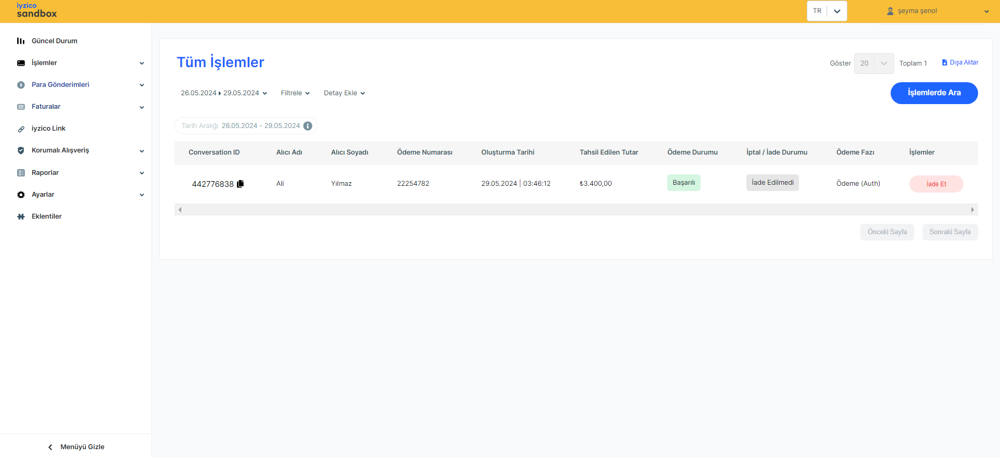 iyzico
sandbox
TR
şeyma şenol
Güncel Durum
İşlemler
Para Gönderimleri
Faturalar
iyzico Link
Korumalı Alışveriş
Raporlar
Ayarlar
Eklentiler
Menüyü Gizle
Tüm İşlemler
Göster 20 Toplam 1 Dışa Aktar
26.05.2024 29.05.2024 Filtrele Detay Ekle
İşlemlerde Ara
Tarih Aralığı 26.05.2024 - 29.05.2024
Conversation ID Alıcı Adı Alıcı Soyadı Ödeme Numarası Oluşturma Tarihi Tahsil Edilen Tutar Ödeme Durumu İptal / İade Durumu Ödeme Fazı İşlemler
442776838 Ali Yılmaz 22254782 29.05.2024 | 03:46:12 ₺3.400,00 Başarılı İade Edilmedi Ödeme (Auth) İade Et
Önceki Sayfa Sonraki Sayfa